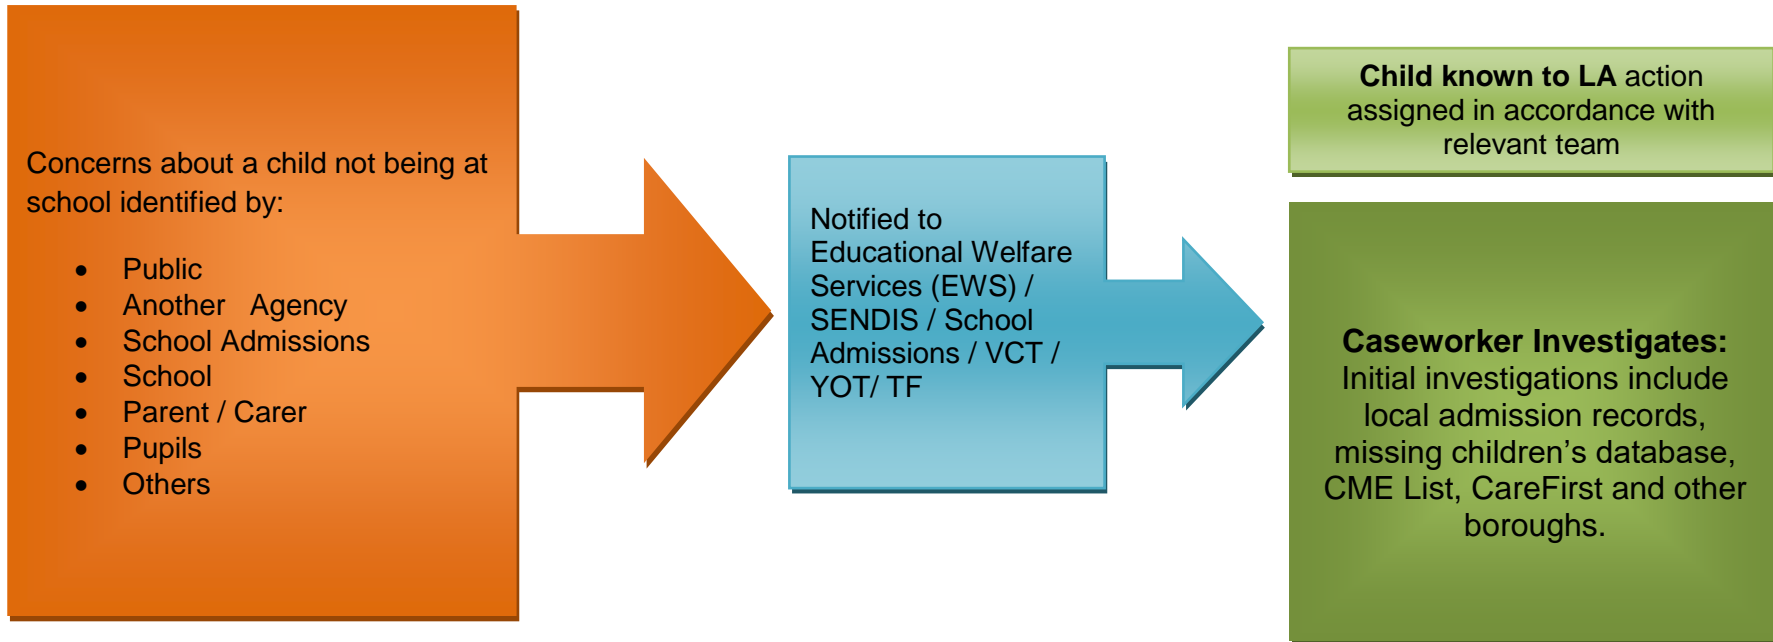 Concerns about a child not being at
school identified by:
• Public
• Another Agency
• School Admissions
• School
• Parent / Carer
• Pupils
• Others
Notified to
Educational Welfare
Services (EWS) /
SENDIS / School
Admissions / VCT /
YOT/ TF
Child known to LA action
assigned in accordance with
relevant team
Caseworker Investigates:
Initial investigations include
local admission records,
missing children’s database,
CME List, CareFirst and other
boroughs.